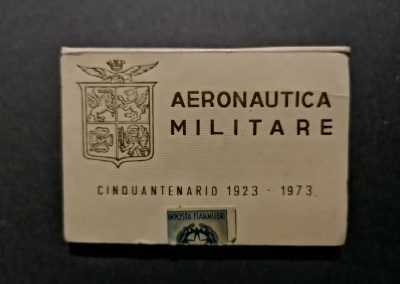 AERONAUTICA
MILITARE
CINQUANTENARIO 1923 - 1973
IMPOSTA FIAMMIFERI